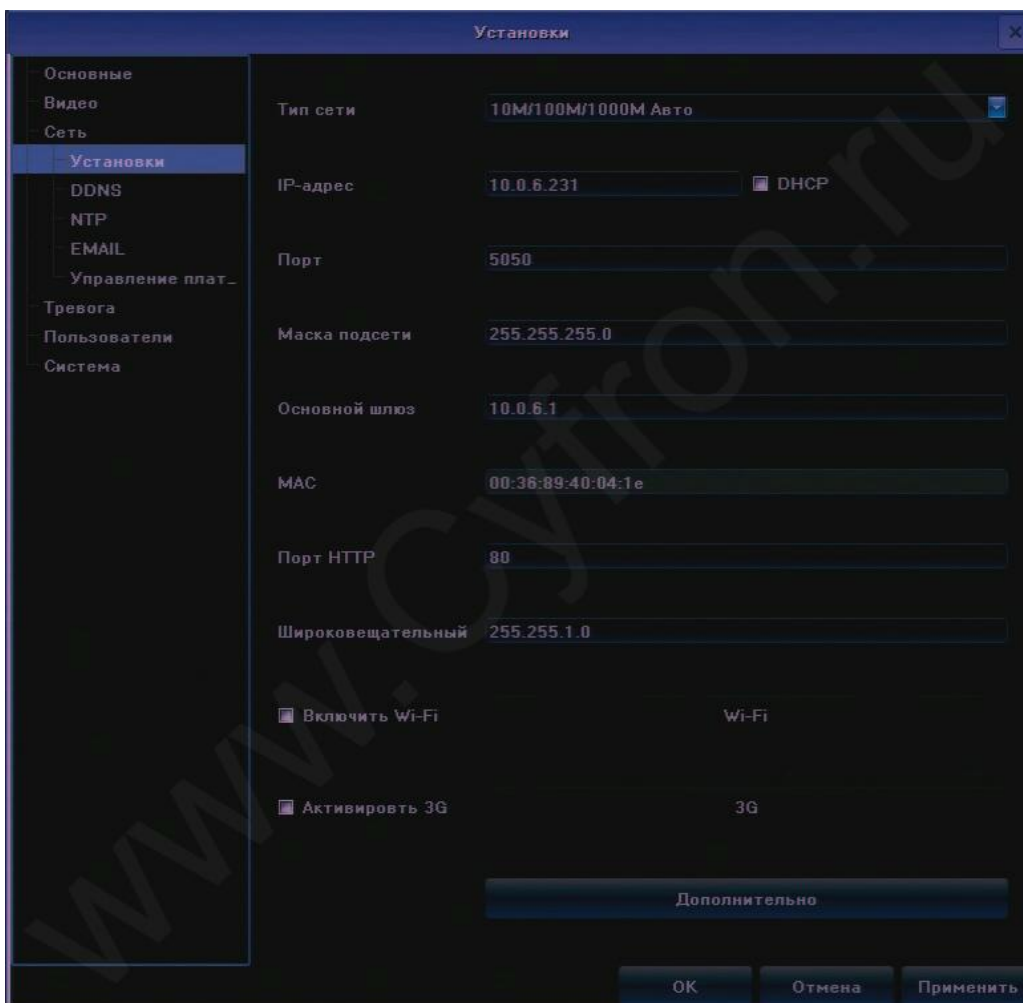 Установки
Основные
Видео
Сеть
Установки
DDNS
NTP
EMAIL
Управление плат_
Тревога
Пользователи
Система
Тип сети 10M/100M/1000M Авто
IP-адрес 10.0.6.231 DHCP
Порт 5050
Маска подсети 255.255.255.0
Основной шлюз 10.0.6.1
MAC 00:36:89:40:04:1e
Порт HTTP 80
Широковещательный 255.255.1.0
Включить Wi-Fi Wi-Fi
Активировть 3G 3G
Дополнительно
OK Отмена Применить
www.Cyfron.ru